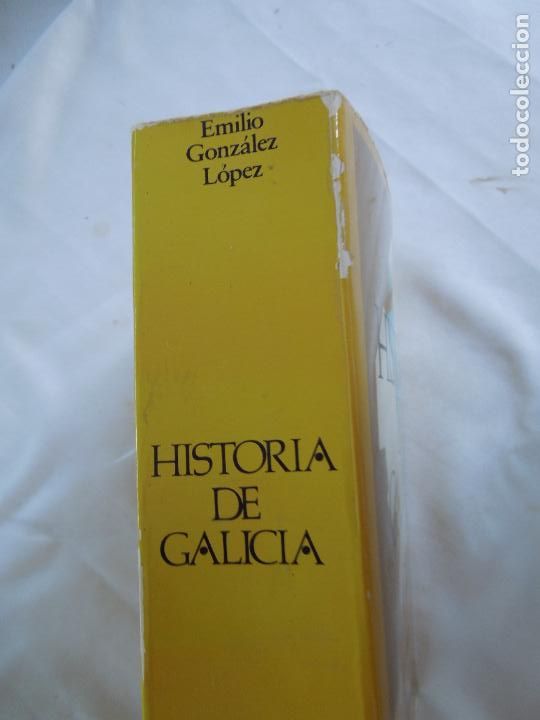 Emilio
González
López
HISTORIA
DE
GALICIA
todocoleccion